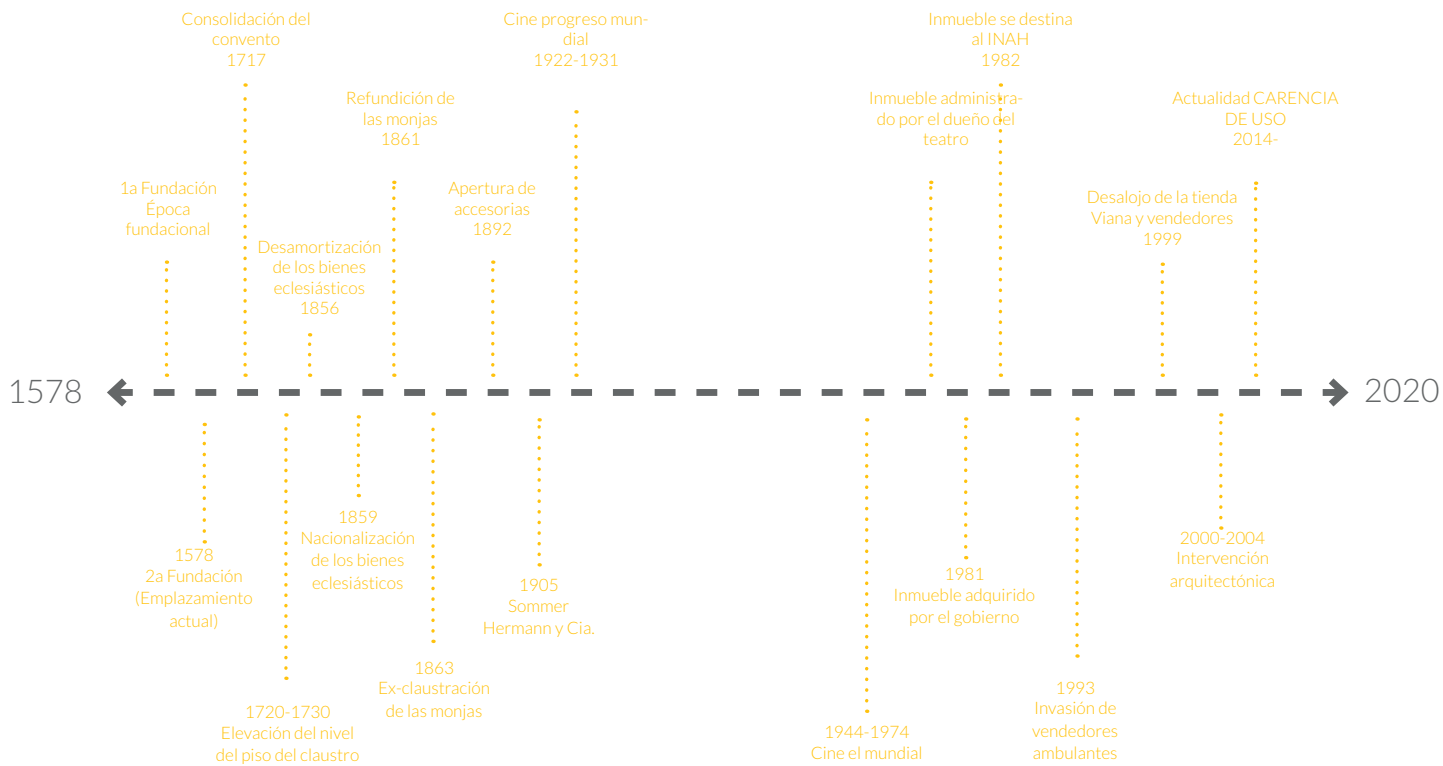 Consolidación del
convento
1717
Cine progreso mun-
dial
1922-1931
Inmueble se destina
al INAH
1982
Refundición de
las monjas
1861
Inmueble administra-
do por el dueño del
teatro
Actualidad CARENCIA
DE USO
2014-
1a Fundación
Época
fundacional
Apertura de
accesorias
1892
Desalojo de la tienda
Viana y vendedores
1999
Desamortización
de los bienes
eclesiásticos
1856
1578
2020
1859
Nacionalización
de los bienes
eclesiásticos
2000-2004
Intervención
arquitectónica
1578
2a Fundación
(Emplazamiento
actual)
1905
Sommer
Hermann y Cia.
1981
Inmueble adquirido
por el gobierno
1863
Ex-claustración
de las monjas
1993
Invasión de
vendedores
ambulantes
1720-1730
Elevación del nivel
del piso del claustro
1944-1974
Cine el mundial